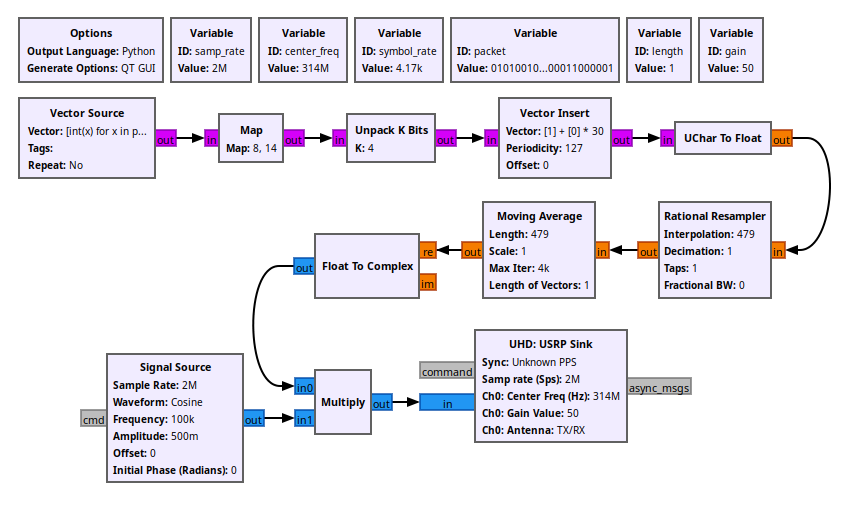 Options
Output Language: Python
Generate Options: QT GUI
Variable
ID: samp_rate
Value: 2M
Variable
ID: center_freq
Value: 314M
Variable
ID: symbol_rate
Value: 4.17k
Variable
ID: packet
Value: 01010010...00011000001
Variable
ID: length
Value: 1
Variable
ID: gain
Value: 50
Vector Source
Vector: [int(x) for x in p...
Tags:
Repeat: No
out
in
Map
Map: 8, 14
out
in
Unpack K Bits
K: 4
out
in
Vector Insert
Vector: [1] + [0] * 30
Periodicity: 127
Offset: 0
out
in
UChar To Float
out
Rational Resampler
Interpolation: 479
Decimation: 1
Taps: 1
Fractional BW: 0
in
out
Moving Average
Length: 479
Scale: 1
Max Iter: 4k
Length of Vectors: 1
in
out
Float To Complex
re
im
out
Signal Source
Sample Rate: 2M
Waveform: Cosine
Frequency: 100k
Amplitude: 500m
Offset: 0
Initial Phase (Radians): 0
cmd
out
in0
in1
Multiply
out
command
in
UHD: USRP Sink
Sync: Unknown PPS
Samp rate (Sps): 2M
Ch0: Center Freq (Hz): 314M
Ch0: Gain Value: 50
Ch0: Antenna: TX/RX
async_msgs